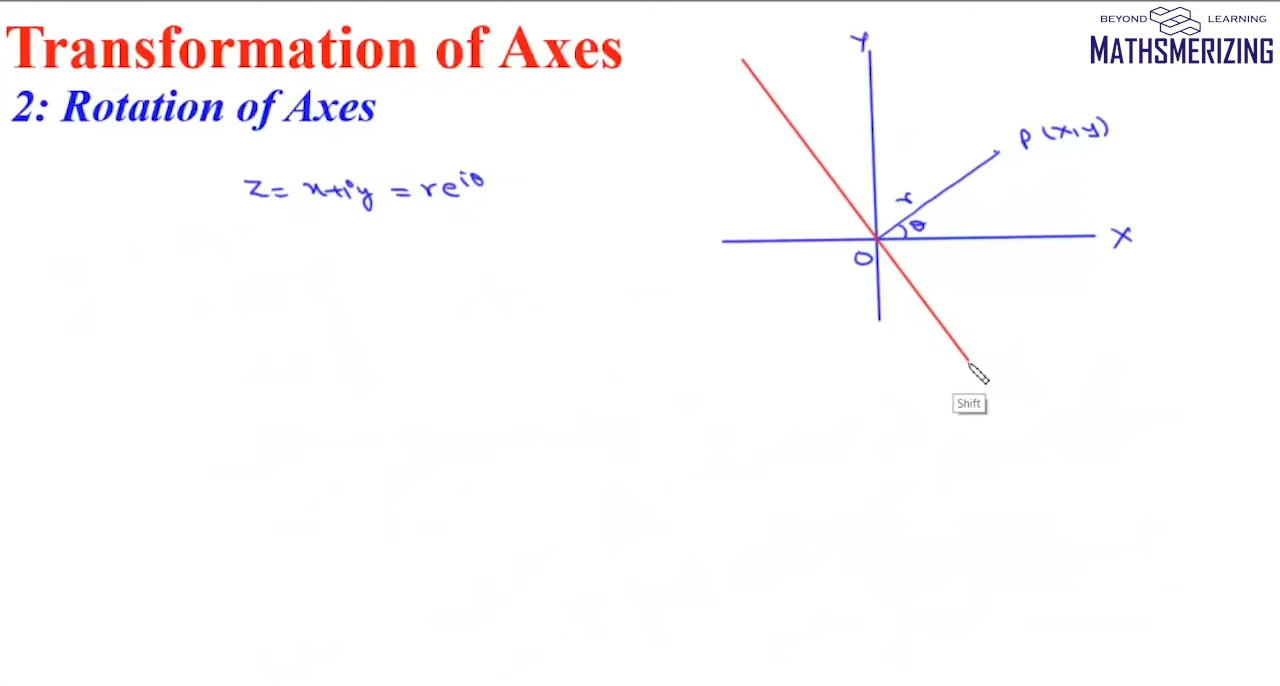 Transformation of Axes
2: Rotation of Axes
BEYOND LEARNING
MATHSMERIZING
z = x+iy = re^{iθ}
Y
P (x,y)
r
θ
O
X
Shift